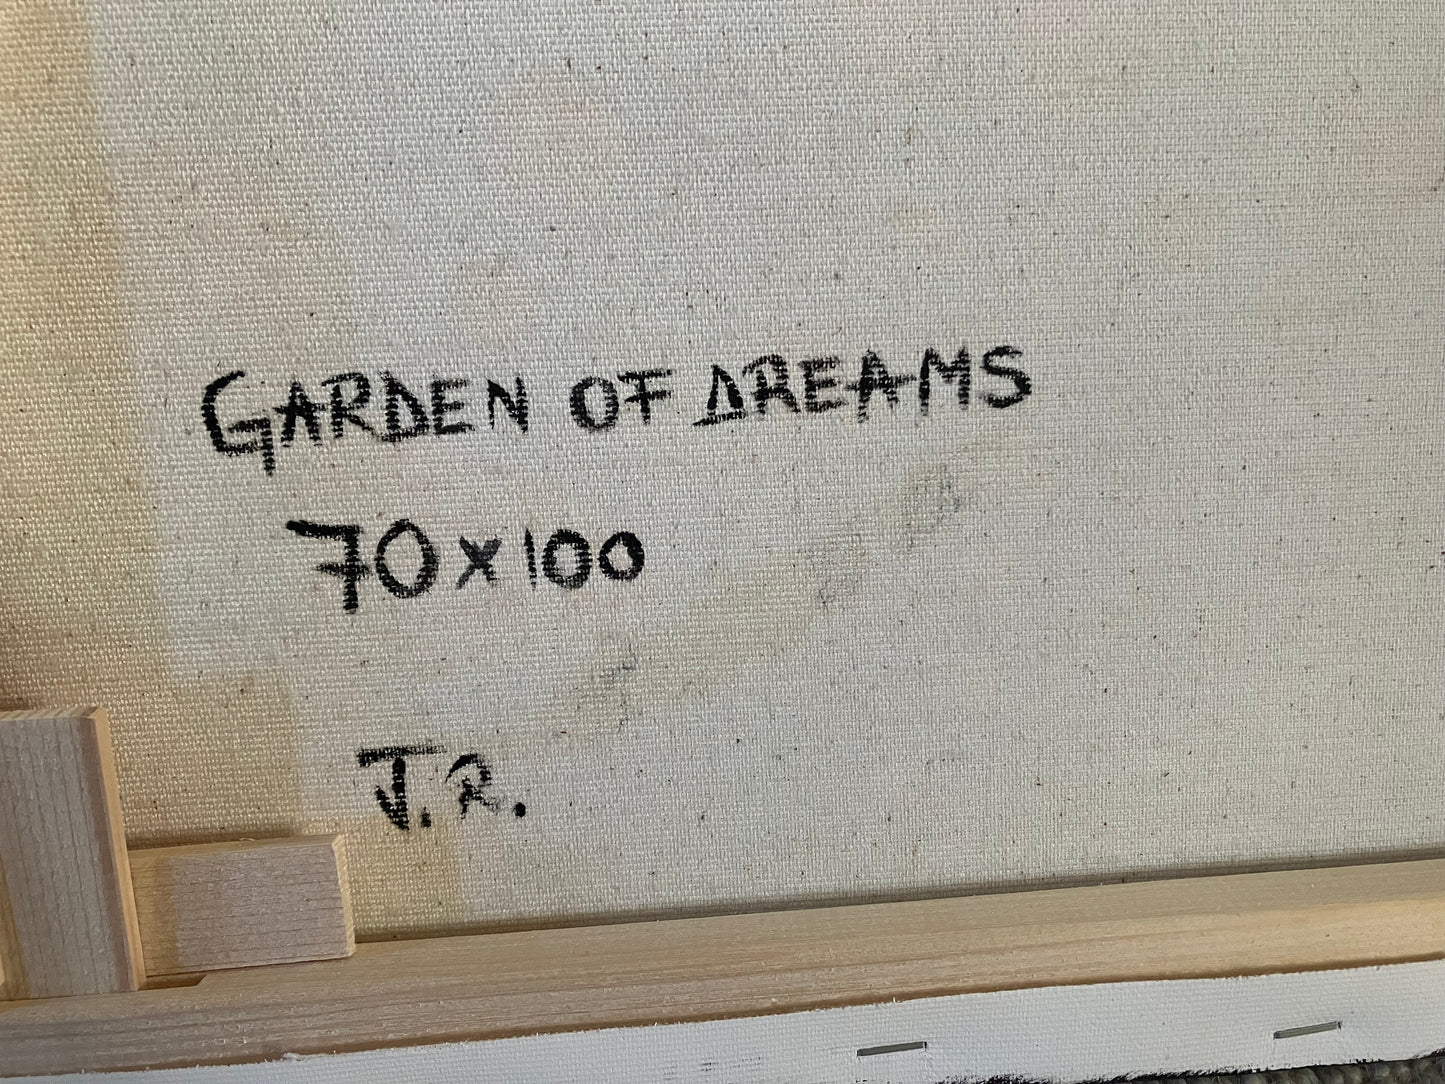 GARDEN OF DREAMS
70x100
J.R.